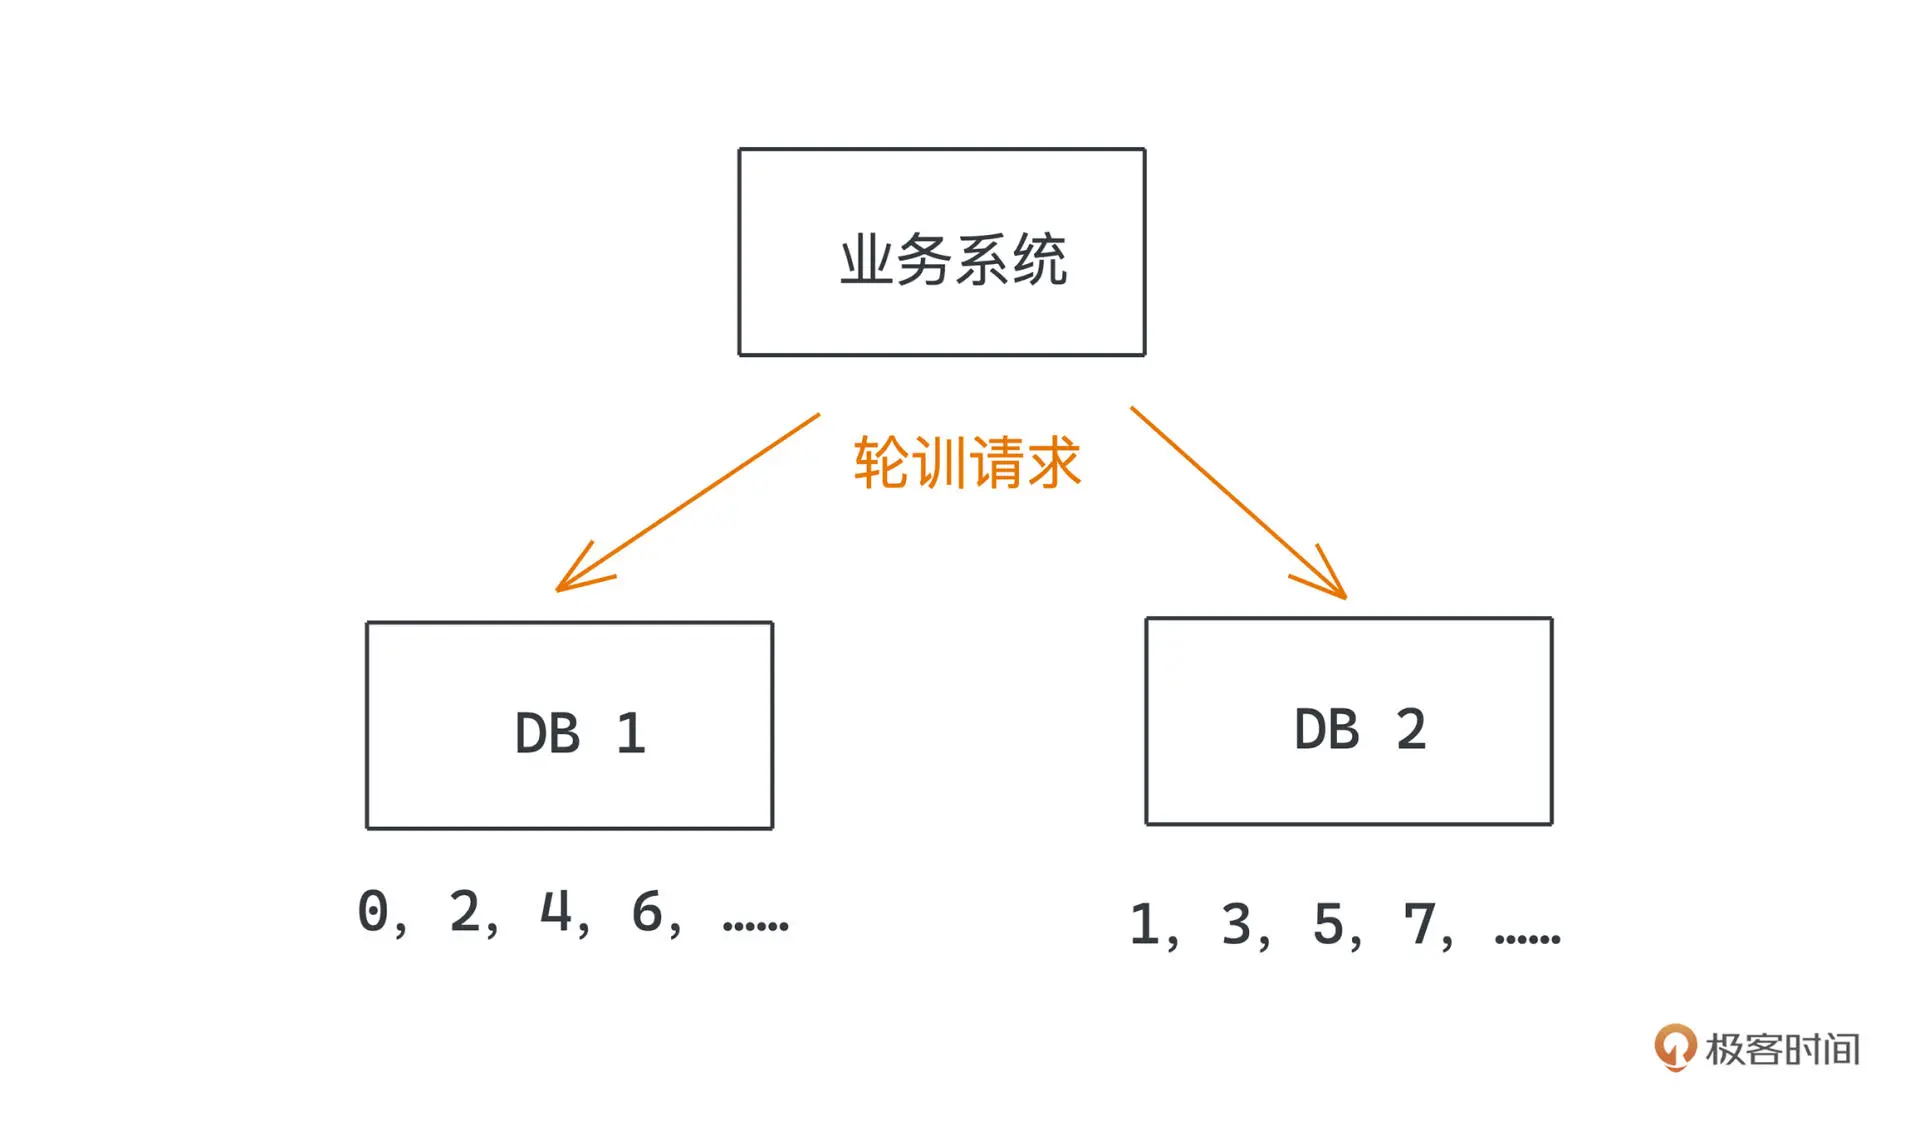 业务系统
轮训请求
DB 1
DB 2
0, 2, 4, 6, ……
1, 3, 5, 7, ……
极客时间